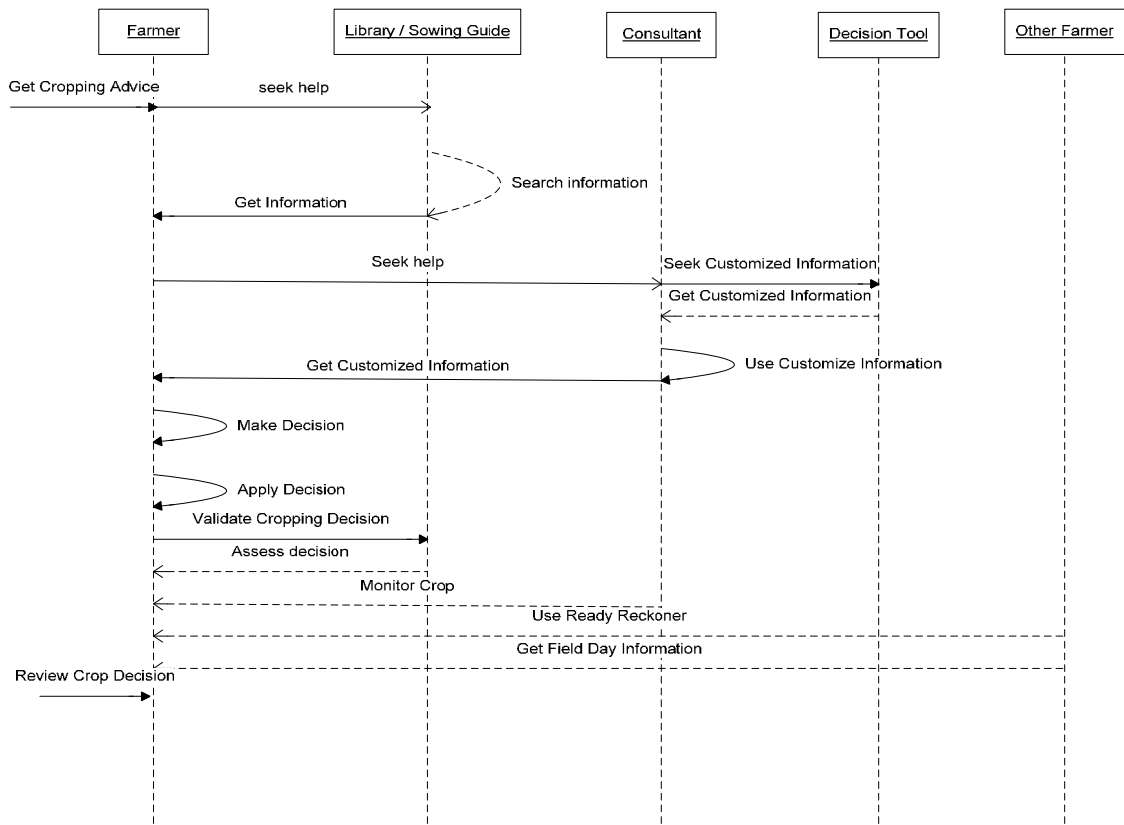 Farmer
Library / Sowing Guide
Consultant
Decision Tool
Other Farmer
Get Cropping Advice
seek help
Search information
Get Information
Seek help
Seek Customized Information
Get Customized Information
Use Customize Information
Get Customized Information
Make Decision
Apply Decision
Validate Cropping Decision
Assess decision
Monitor Crop
Use Ready Reckoner
Get Field Day Information
Review Crop Decision